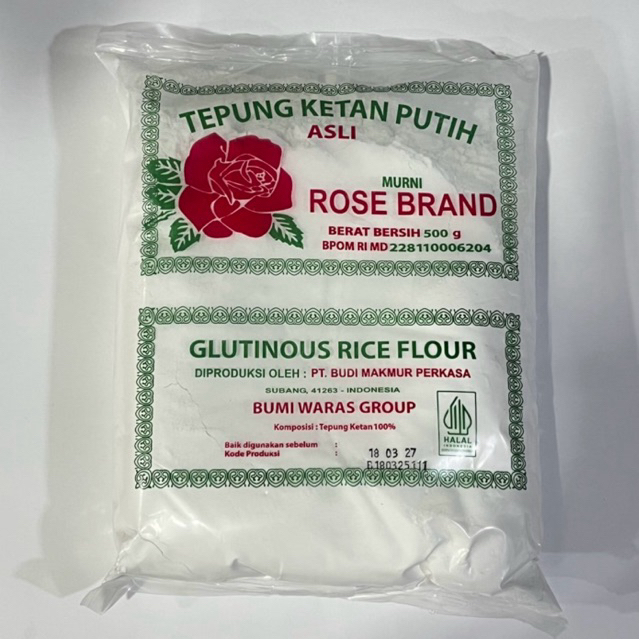 TEPUNG KETAN PUTIH
ASLI
MURNI
ROSE BRAND
BERAT BERSIH 500 g
BPOM RI MD 228110006204
GLUTINOUS RICE FLOUR
DIPRODUKSI OLEH : PT. BUDI MAKMUR PERKASA
SUBANG, 41263 - INDONESIA
BUMI WARAS GROUP
Komposisi : Tepung Ketan 100%
Baik digunakan sebelum : 18 03 27
Kode Produksi :
HALAL
INDONESIA